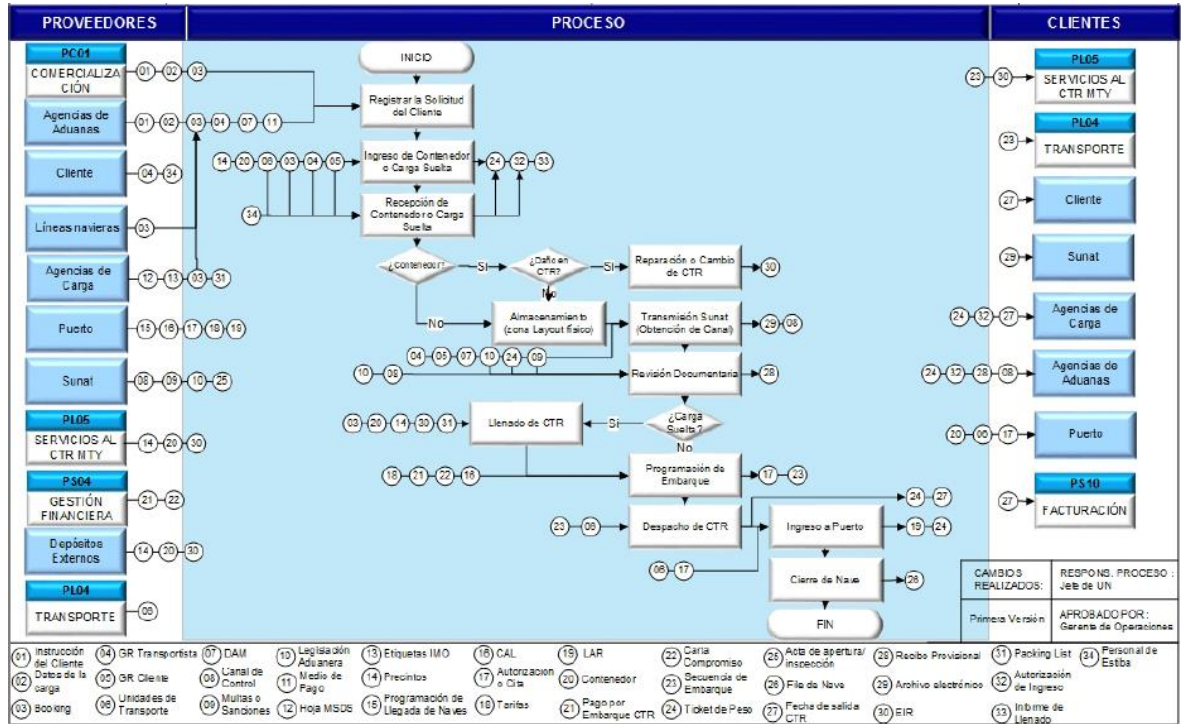 PROVEEDORES
PROCESO
CLIENTES
PC01
COMERCIALIZA
CIÓN
01 02 03
Agencias de
Aduanas
01 02 03 04 07 11
Cliente
04 34
Líneas navieras
03
Agencias de
Carga
12 13 03 31
Puerto
15 16 17 18 19
Sunat
08 09 10 25
PL05
SERVICIOS AL
CTR MTY
14 20 30
PS04
GESTIÓN
FINANCIERA
21 22
Depósitos
Externos
14 20 30
PL04
TRANSPORTE
06
INICIO
Registrar la Solicitud
del Cliente
14 20 06 03 04 05
Ingreso de Contenedor
o Carga Suelta
24 32 33
34
Recepción de
Contenedor o Carga
Suelta
¿Contenedor?
SI
¿Daño en
CTR?
SI
Reparación o Cambio
de CTR
30
No
No
Almacenamiento
(zona Layout físico)
Transmisión Sunat
(Obtención de Canal)
29 08
04 05 07 10 24 09
10 09
Revisión Documentaria
28
03 20 14 30 31
Llenado de CTR
Si
¿Carga
Suelta?
No
18 21 22 16
Programación de
Embarque
17 23
24 27
23 06
Despacho de CTR
Ingreso a Puerto
19 24
06 17
Cierre de Nave
26
FIN
23 30
PL05
SERVICIOS AL
CTR MTY
23
PL04
TRANSPORTE
27
Cliente
29
Sunat
24 32 27
Agencias de
Carga
24 32 28 08
Agencias de
Aduanas
20 06 17
Puerto
27
PS10
FACTURACIÓN
CAMBIOS
REALIZADOS:
RESPONS. PROCESO :
Jefe de UN
Primera Versión
APROBADO POR :
Gerente de Operaciones
01 Instrucción
del Cliente
02 Datos de la
carga
03 Booking
04 GR Transportista
05 GR Cliente
06 Unidades de
Transporte
07 DAM
08 Canal de
Control
09 Multas o
Sanciones
10 Legislación
Aduanera
11 Medio de
Pago
12 Hoja MSDS
13 Etiquetas IMO
14 Precintos
15 Programación de
Llegada de Naves
16 CAL
17 Autorizacion
o Cita
18 Tarifas
19 LAR
20 Contenedor
21 Pago por
Embarque CTR
22 Carta
Compromiso
23 Secuencia de
Embarque
24 Ticket de Peso
25 Acta de apertura/
inspección
26 File de Nave
27 Fecha de salida
CTR
28 Recibo Provisional
29 Archivo electrónico
30 EIR
31 Packing List
32 Autorización
de Ingreso
33 Informe de
Llenado
34 Personal de
Estiba